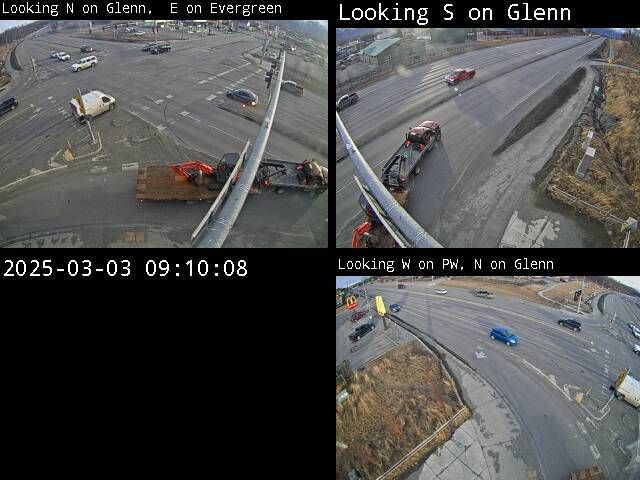 Looking N on Glenn,  E on Evergreen
Looking S on Glenn
2025-03-03 09:10:08
Looking W on PW, N on Glenn